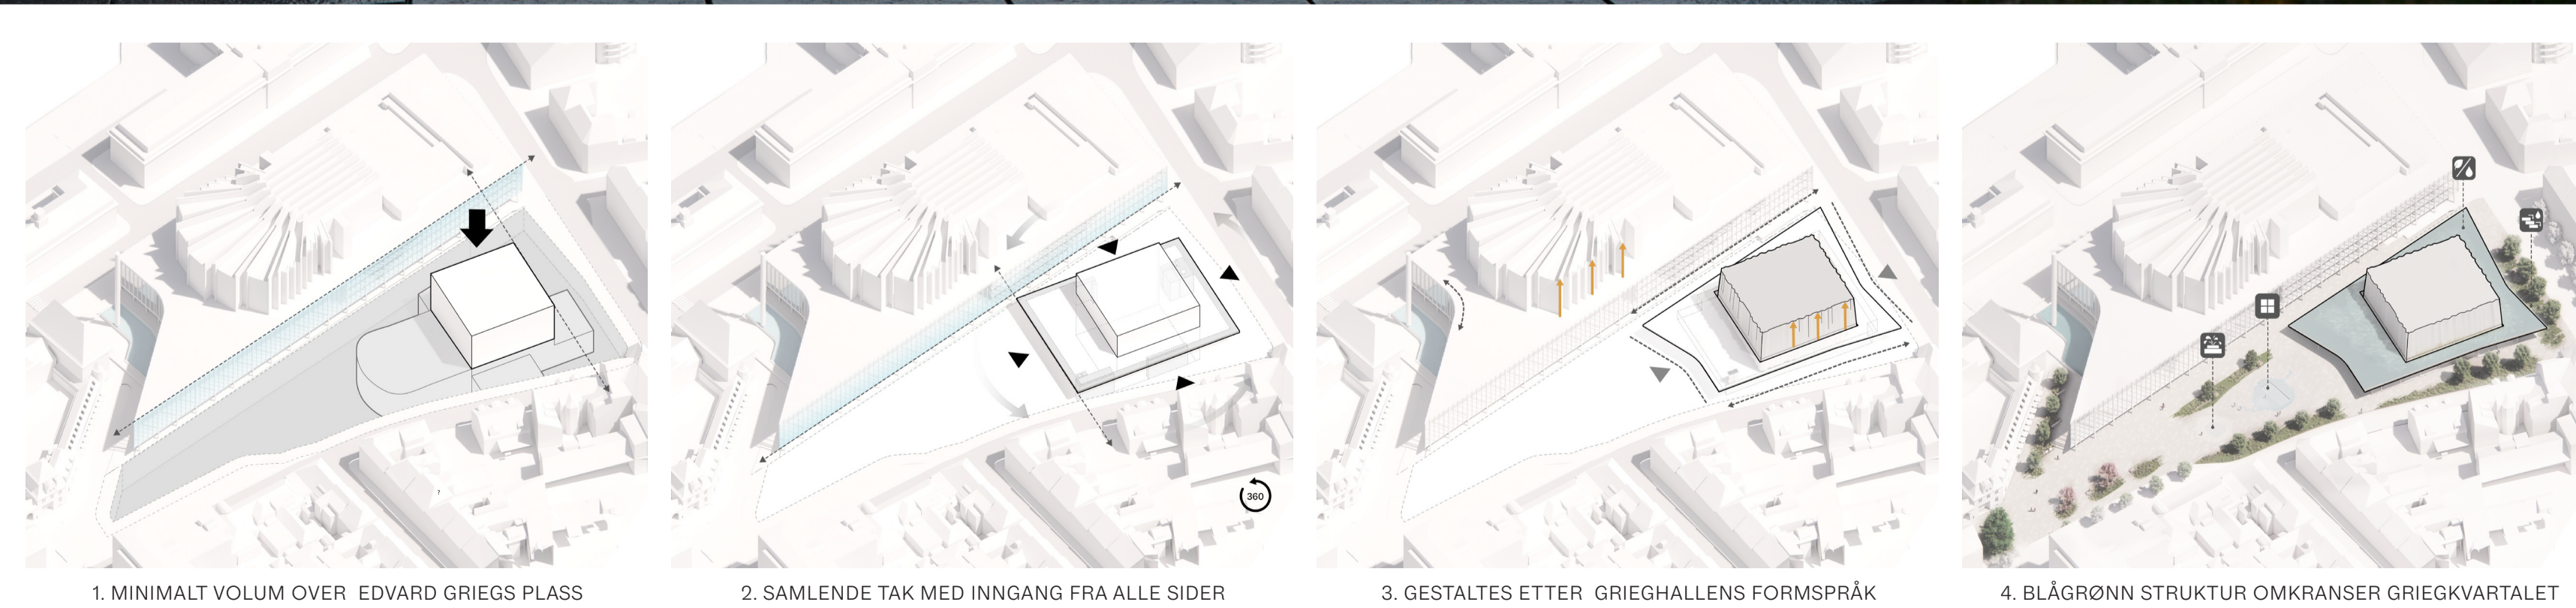 ?
360
1. MINIMALT VOLUM OVER EDVARD GRIEGS PLASS
2. SAMLENDE TAK MED INNGANG FRA ALLE SIDER
3. GESTALTES ETTER GRIEGHALLENS FORMSPRÅK
4. BLÅGRØNN STRUKTUR OMKRANSER GRIEGKVARTALET